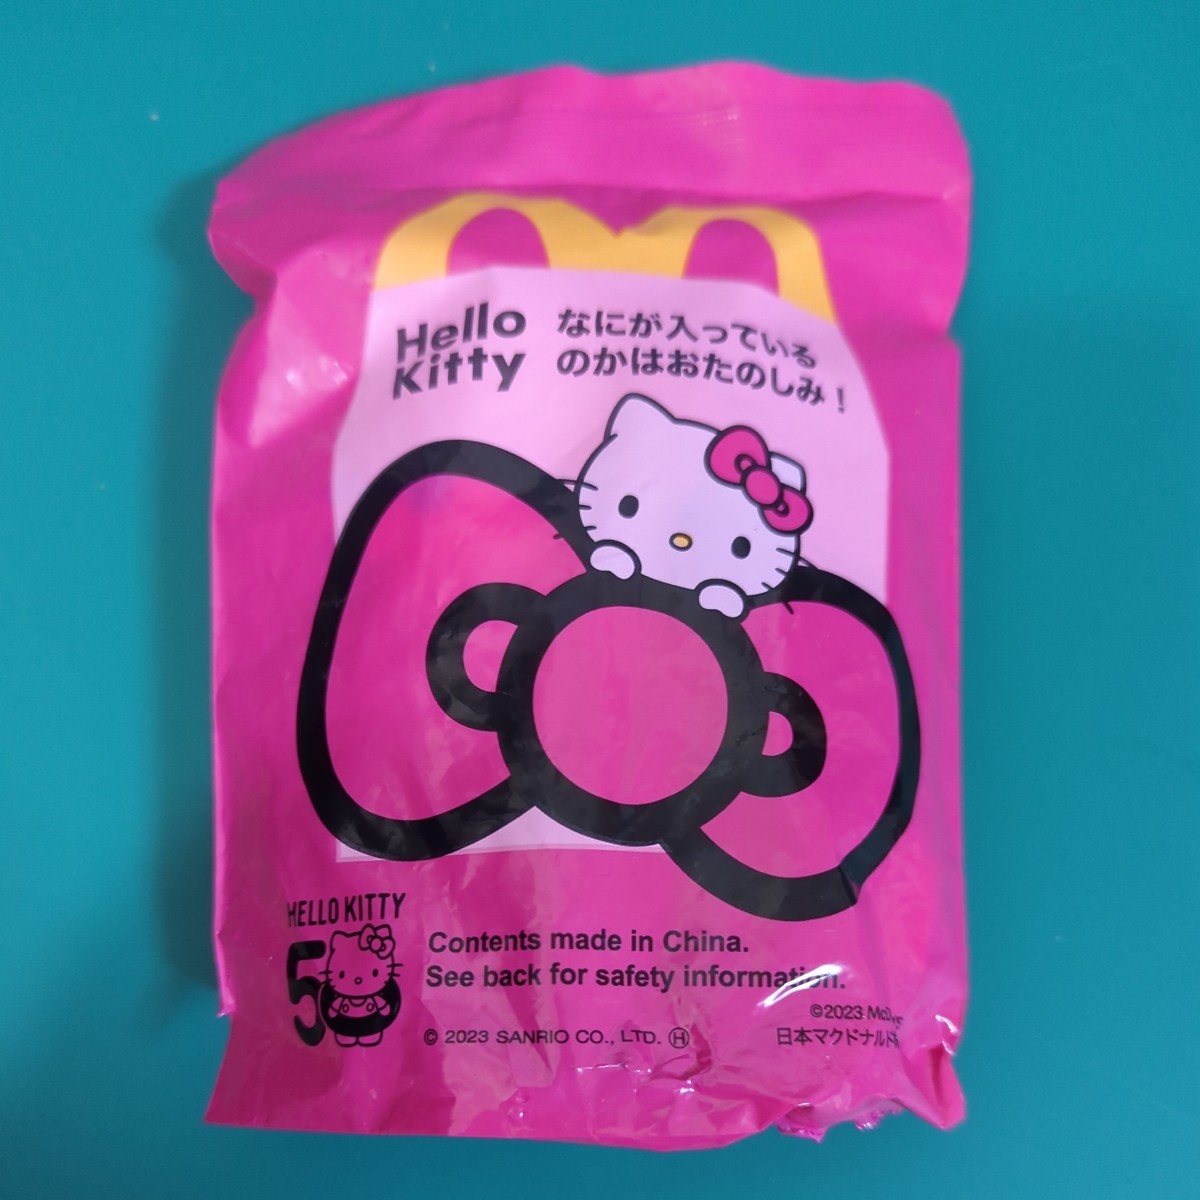 Hello
Kitty
なにが入っている
のかはおたのしみ!
HELLO KITTY
5
Contents made in China.
See back for safety information.
© 2023 SANRIO CO., LTD. Ⓗ
©2023
日本マクドナルド